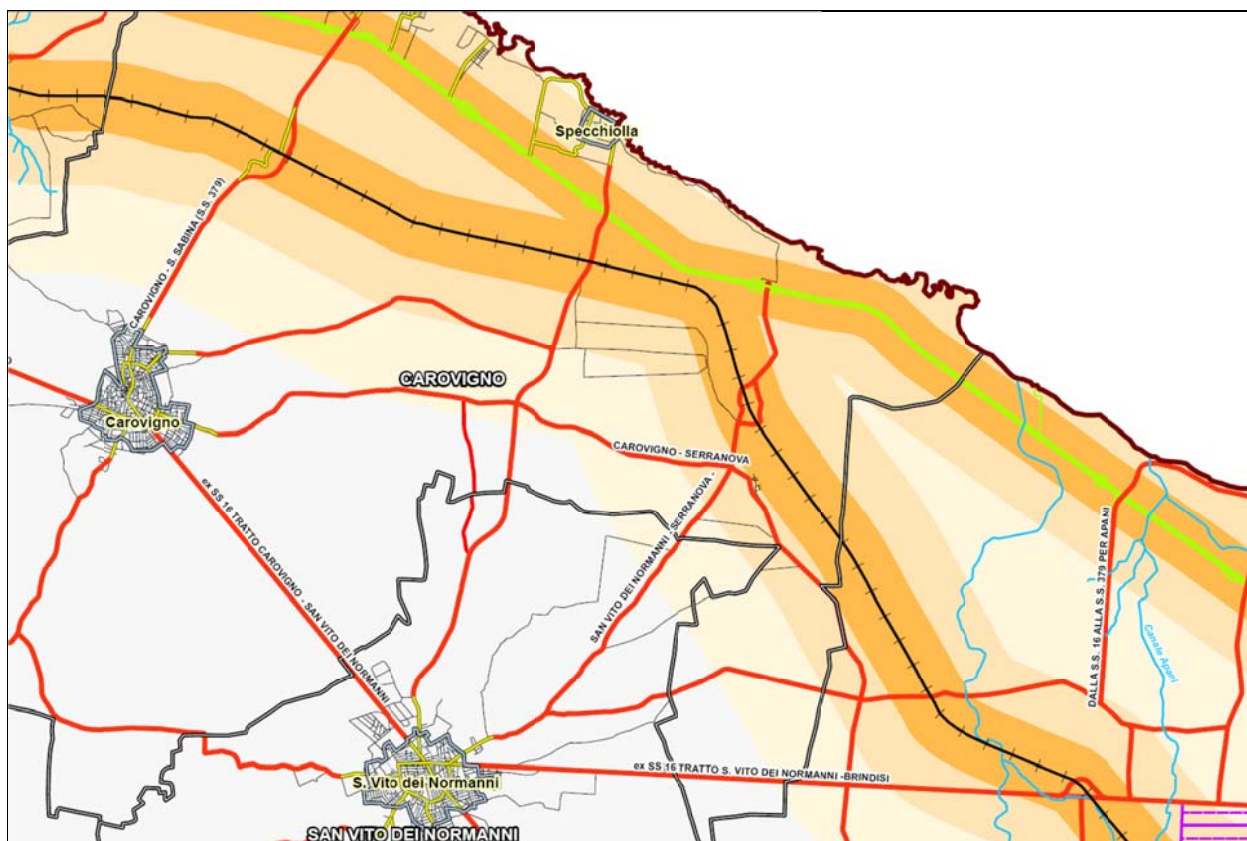 Specchiolla
CAROVIGNO - S. SABINA (S.S. 379)
CAROVIGNO
Carovigno
CAROVIGNO - SERRANOVA
ex SS 16 TRATTO CAROVIGNO - SAN VITO DEI NORMANNI
SAN VITO DEI NORMANNI - SERRANOVA -
DALLA S.S. 16 ALLA S.S. 379 PER APANI
Canale Apani
S. Vito dei Normanni
ex SS.16 TRATTO S. VITO DEI NORMANNI -BRINDISI
SAN VITO DEI NORMANNI